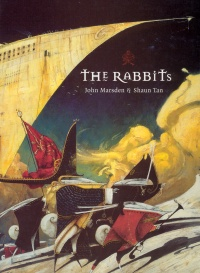 THE RABBITS
John Marsden & Shaun Tan